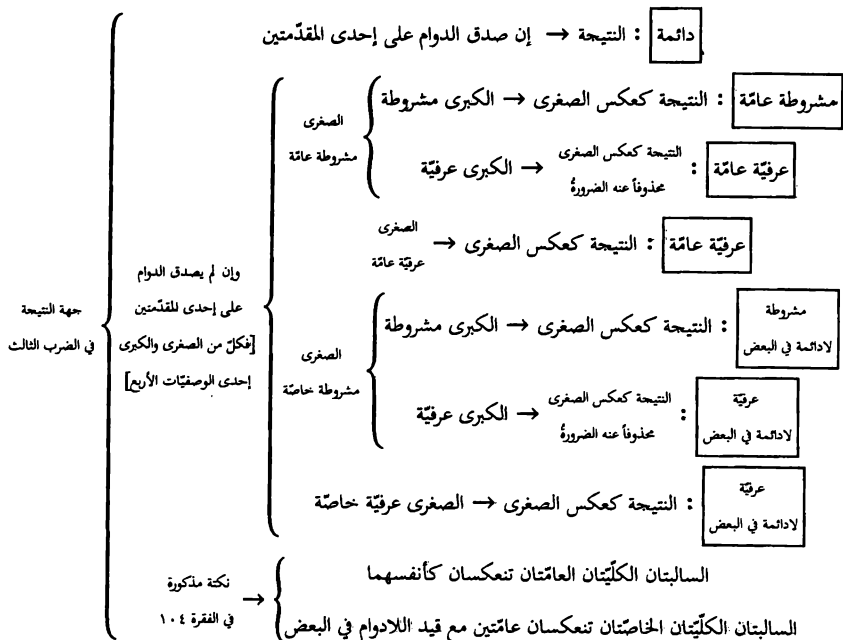 دائمة : النتيجة ← إن صدق الدوام على إحدى المقدّمتين
مشروطة عامّة : النتيجة كعكس الصغرى ← الكبرى مشروطة
الصغرى
مشروطة عامّة
عرفيّة عامّة : النتيجة كعكس الصغرى
محذوفاً عنه الضرورةُ ← الكبرى عرفيّة
عرفيّة عامّة : النتيجة كعكس الصغرى ← الصغرى
عرفيّة عامّة
وإن لم يصدق الدوام
على إحدى المقدّمتين
[فكلّ من الصغرى والكبرى
إحدى الوصفيّات الأربع]
جهة النتيجة
في الضرب الثالث
مشروطة
لادائمة في البعض : النتيجة كعكس الصغرى ← الكبرى مشروطة
الصغرى
مشروطة خاصّة
عرفيّة
لادائمة في البعض : النتيجة كعكس الصغرى
محذوفاً عنه الضرورةُ ← الكبرى عرفيّة
عرفيّة
لادائمة في البعض : النتيجة كعكس الصغرى ← الصغرى عرفيّة خاصّة
السالبتان الكلّيّتان العامّتان تنعكسان كأنفسهما
نكتة مذكورة
في الفقرة ١٠٤ ←
السالبتان الكلّيّتان الخاصّتان تنعكسان عامّتين مع قيد اللادوام في البعض